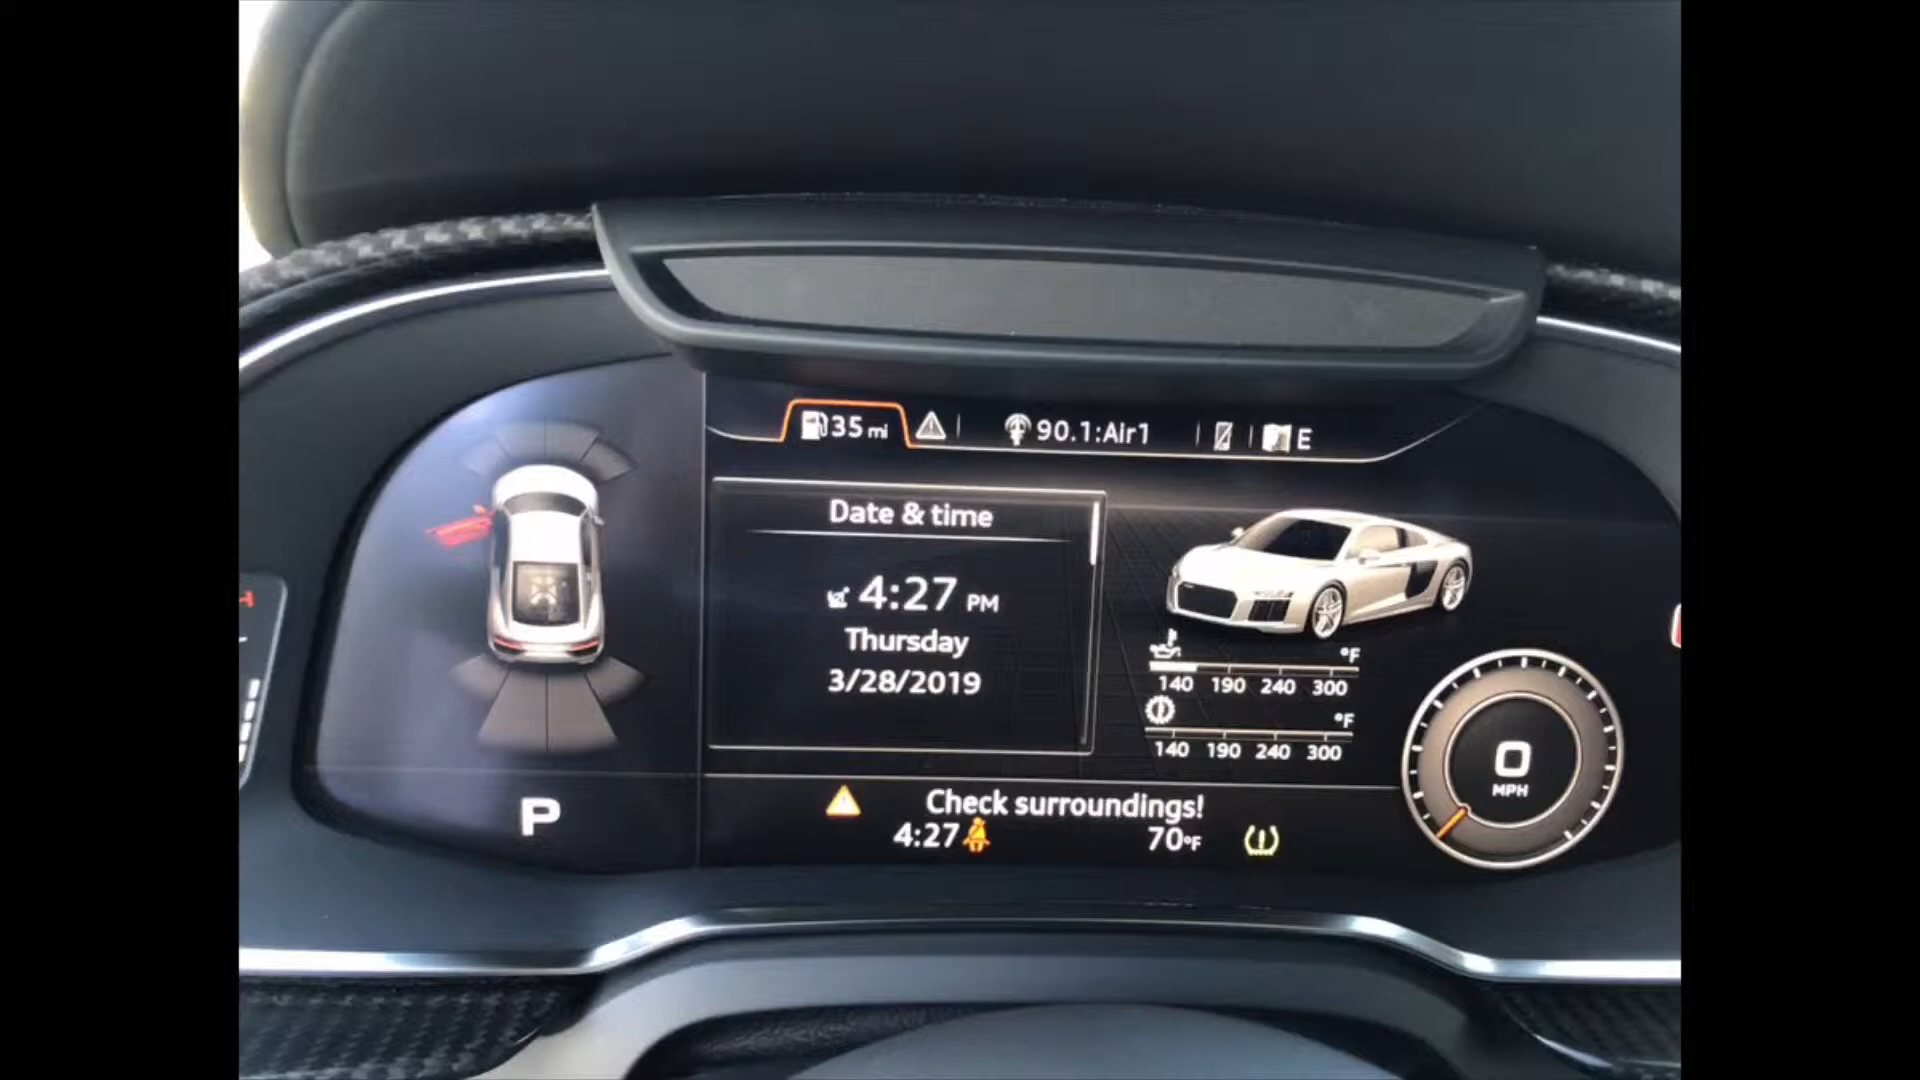 35 mi
90.1:Air1
E
Date & time
4:27 PM
Thursday
3/28/2019
°F
140 190 240 300
°F
140 190 240 300
0
MPH
P
Check surroundings!
4:27
70°F